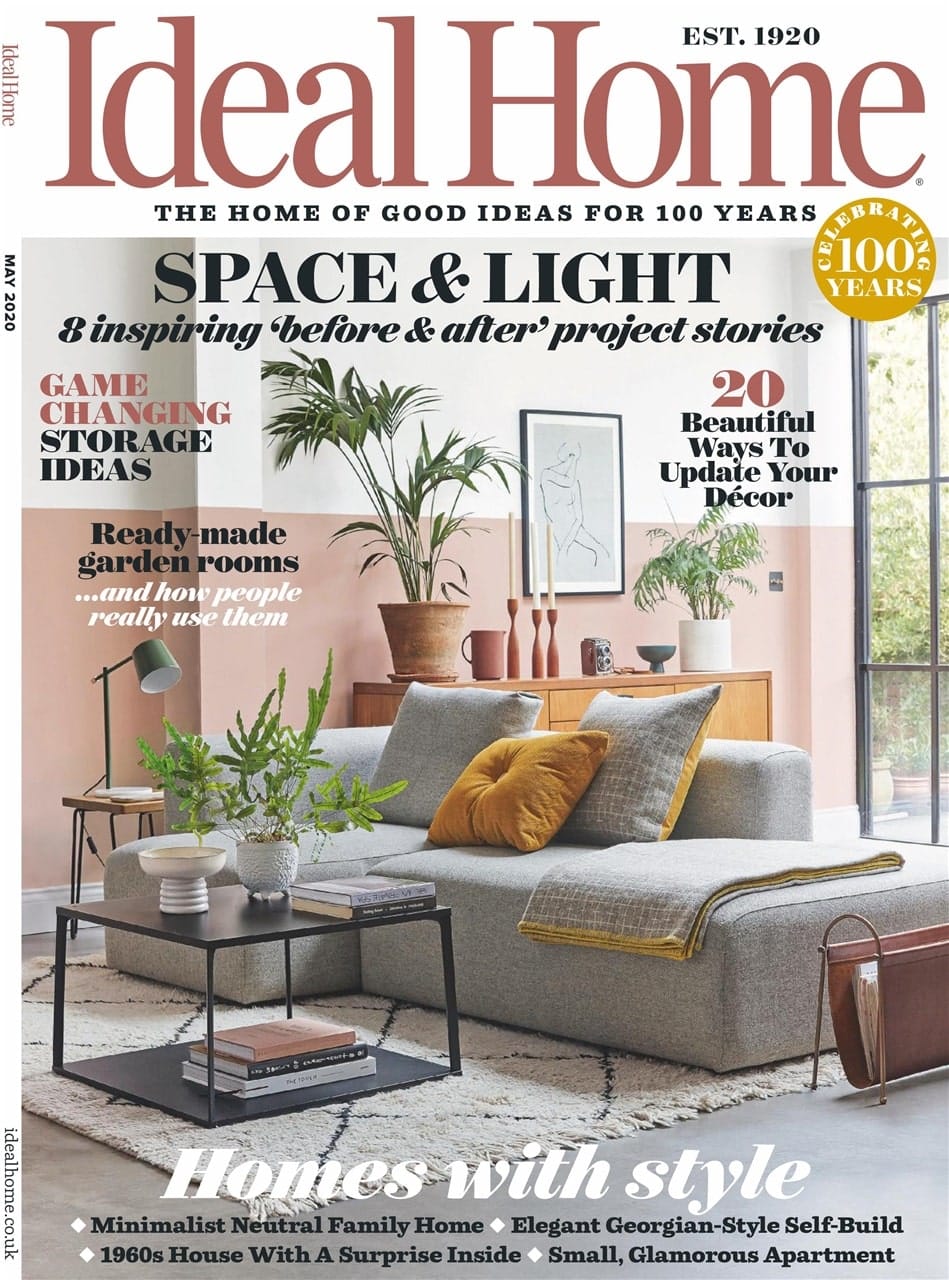 Ideal Home
EST. 1920
Ideal Home
®
THE HOME OF GOOD IDEAS FOR 100 YEARS
CELEBRATING
100
YEARS
MAY 2020
SPACE & LIGHT
8 inspiring ‘before & after’ project stories
GAME
CHANGING
STORAGE
IDEAS
20
Beautiful
Ways To
Update Your
Décor
Ready-made
garden rooms
...and how people
really use them
THE TOWER
Homes with style
Minimalist Neutral Family Home
Elegant Georgian-Style Self-Build
1960s House With A Surprise Inside
Small, Glamorous Apartment
idealhome.co.uk